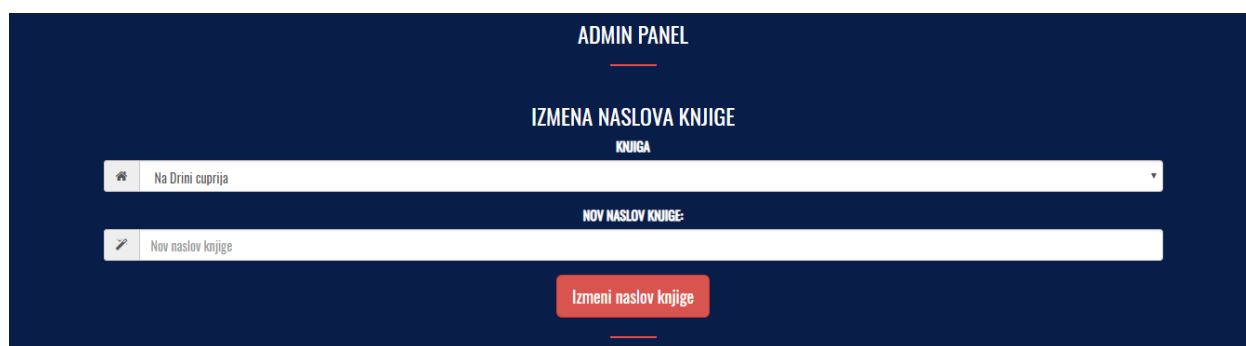 ADMIN PANEL
IZMENA NASLOVA KNJIGE
KNJIGA
Na Drini cuprija
NOV NASLOV KNJIGE:
Nov naslov knjige
Izmeni naslov knjige